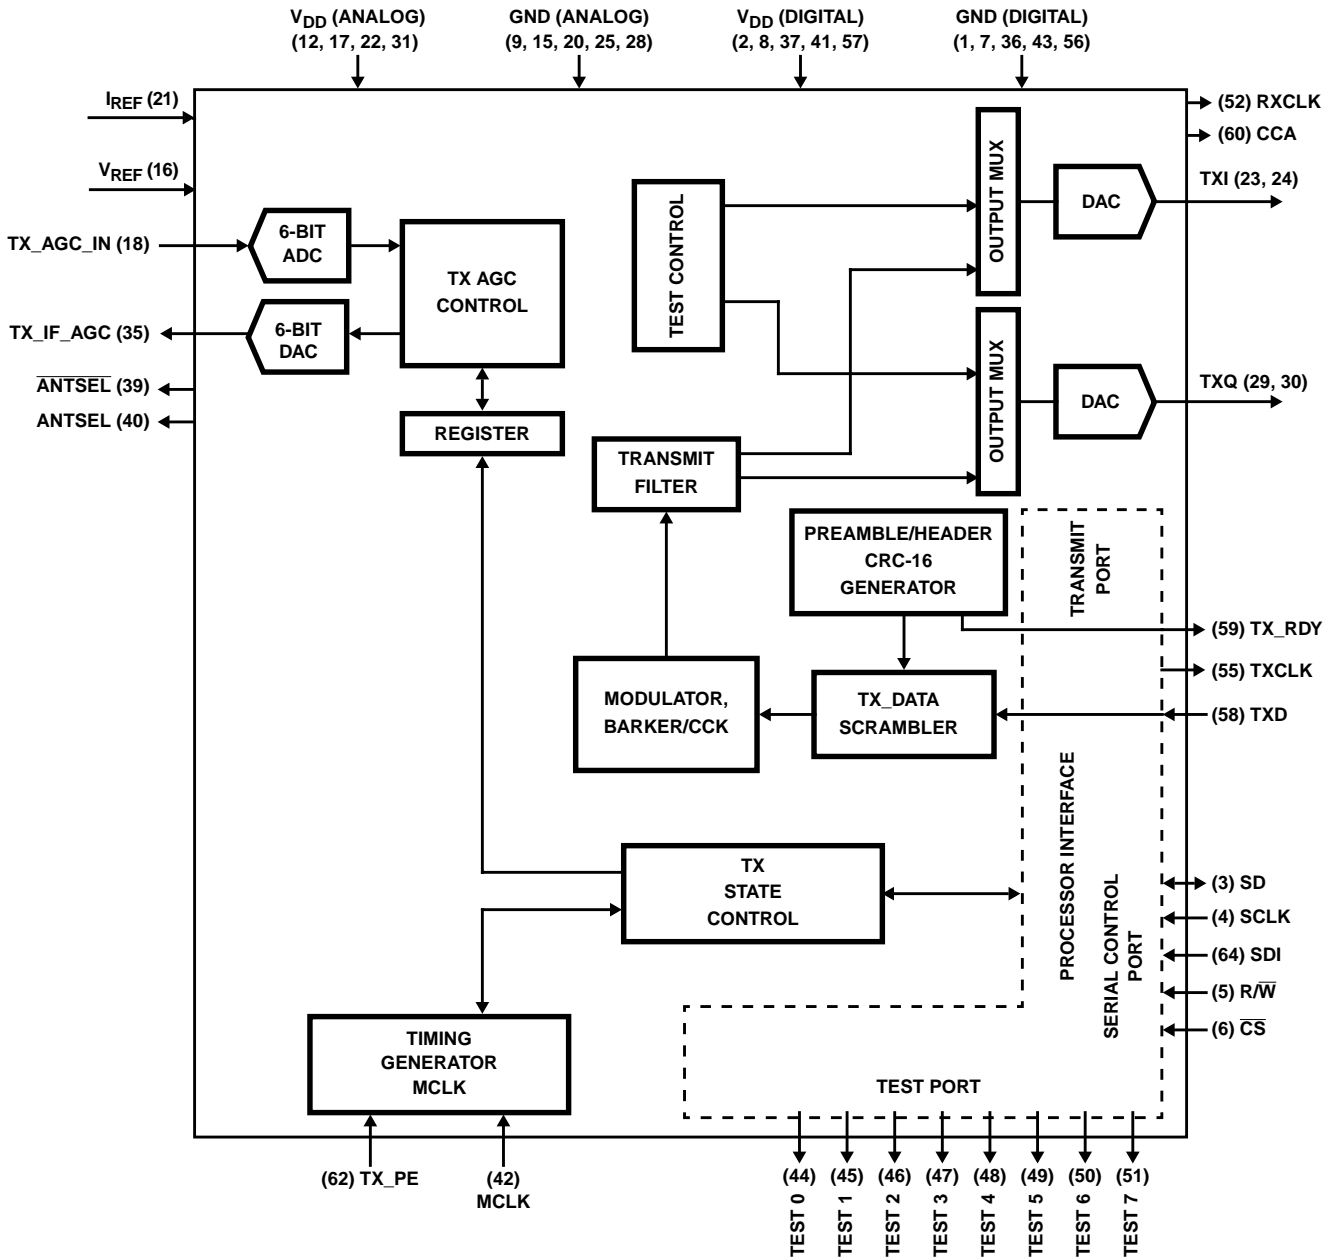 VDD (ANALOG)
(12, 17, 22, 31)
GND (ANALOG)
(9, 15, 20, 25, 28)
VDD (DIGITAL)
(2, 8, 37, 41, 57)
GND (DIGITAL)
(1, 7, 36, 43, 56)
IREF (21)
VREF (16)
TX_AGC_IN (18)
TX_IF_AGC (35)
ANTSEL (39)
ANTSEL (40)
6-BIT
ADC
6-BIT
DAC
TX AGC
CONTROL
REGISTER
TEST CONTROL
OUTPUT MUX
DAC
OUTPUT MUX
DAC
(52) RXCLK
(60) CCA
TXI (23, 24)
TXQ (29, 30)
TRANSMIT
FILTER
PREAMBLE/HEADER
CRC-16
GENERATOR
TRANSMIT
PORT
MODULATOR,
BARKER/CCK
TX_DATA
SCRAMBLER
(59) TX_RDY
(55) TXCLK
(58) TXD
TX
STATE
CONTROL
PROCESSOR INTERFACE
SERIAL CONTROL
PORT
(3) SD
(4) SCLK
(64) SDI
(5) R/W
(6) CS
TIMING
GENERATOR
MCLK
TEST PORT
(62) TX_PE
(42)
MCLK
(44)
TEST 0
(45)
TEST 1
(46)
TEST 2
(47)
TEST 3
(48)
TEST 4
(49)
TEST 5
(50)
TEST 6
(51)
TEST 7